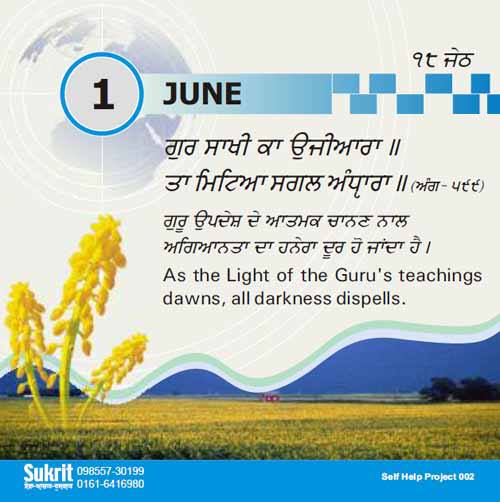 ੧੮ ਜੇਠ
1 JUNE
ਗੁਰ ਸਾਖੀ ਕਾ ਉਜੀਆਰਾ ॥
ਤਾ ਮਿਟਿਆ ਸਗਲ ਅੰਧ੍ਯਾਰਾ ॥ (ਅੰਗ - ੫੯੯)
ਗੁਰੂ ਉਪਦੇਸ਼ ਦੇ ਆਤਮਕ ਚਾਨਣ ਨਾਲ
ਅਗਿਆਨਤਾ ਦਾ ਹਨੇਰਾ ਦੂਰ ਹੋ ਜਾਂਦਾ ਹੈ ।
As the Light of the Guru's teachings
dawns, all darkness dispells.
Sukrit 098557-30199
0161-6416980
Self Help Project 002